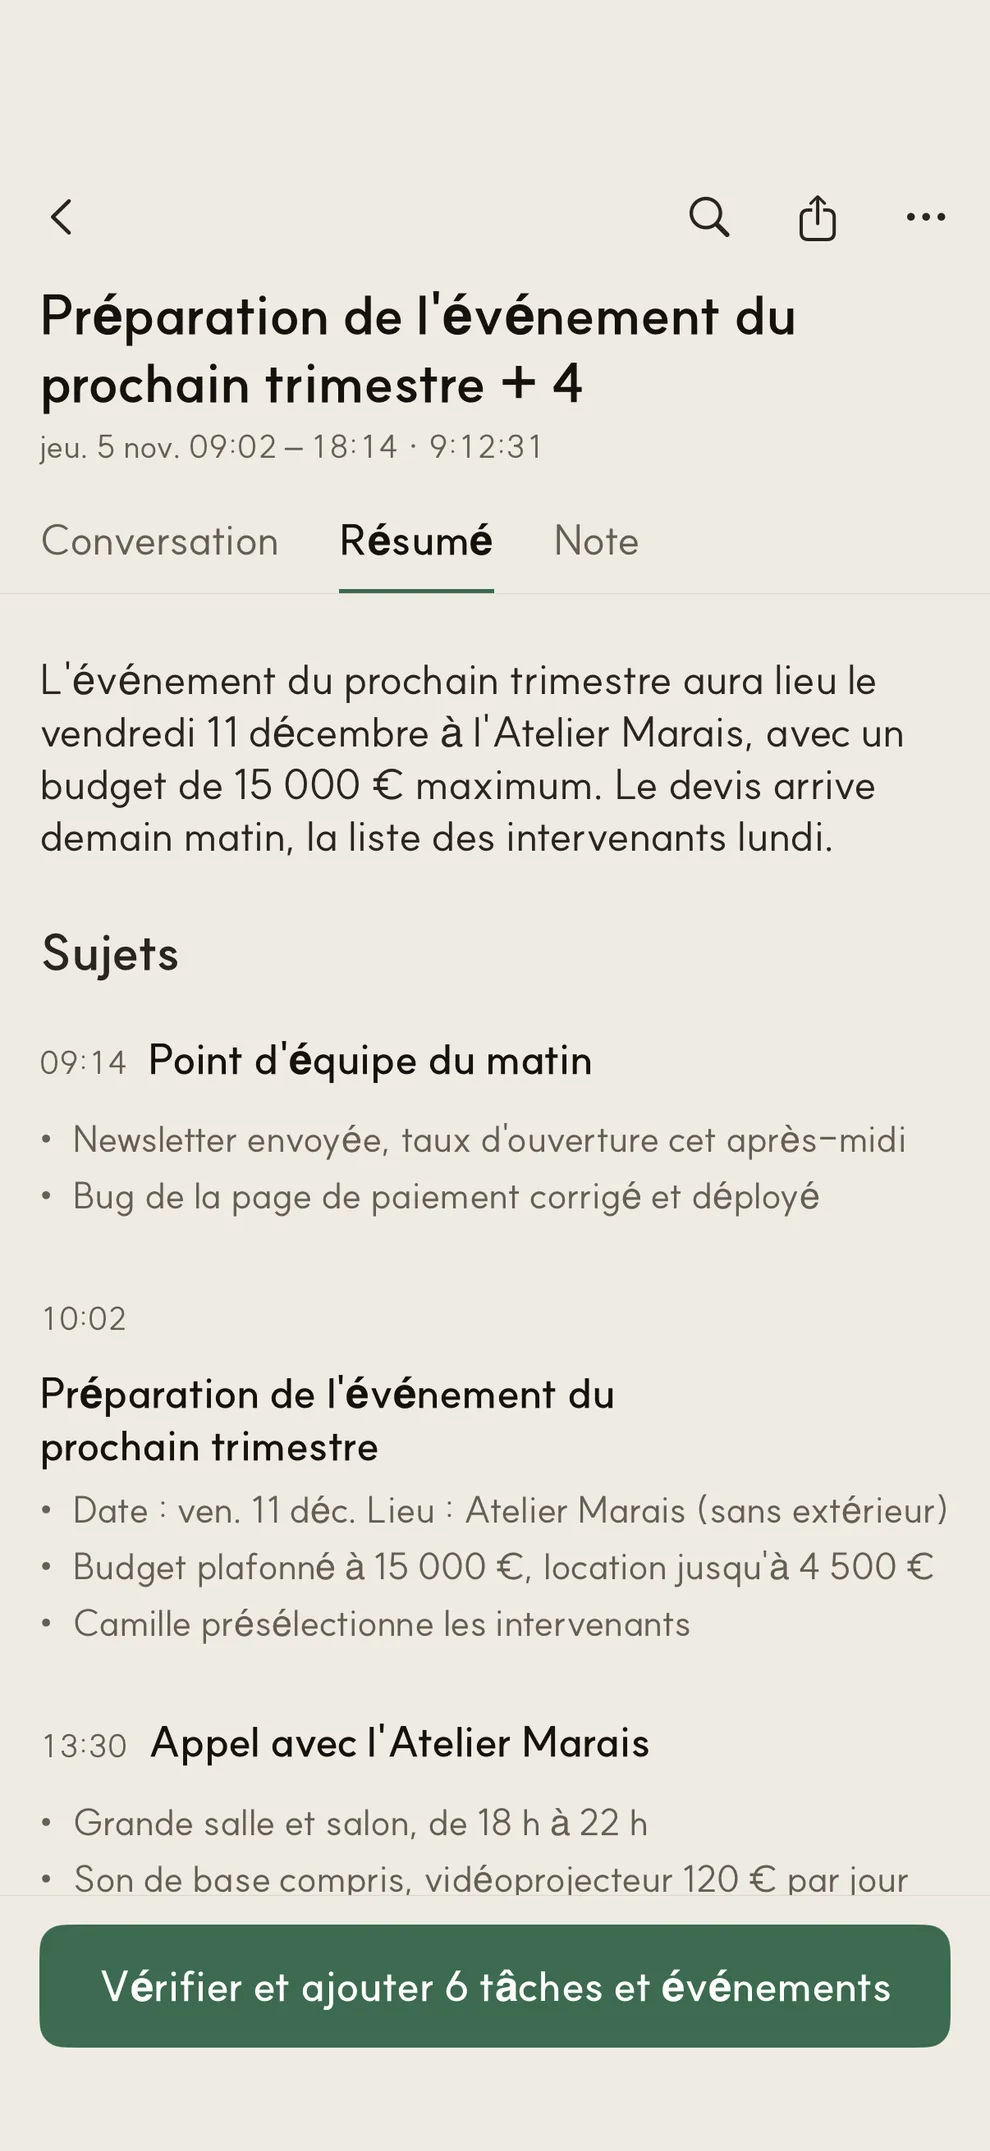 Préparation de l'événement du
prochain trimestre + 4
jeu. 5 nov. 09:02 – 18:14 · 9:12:31
Conversation Résumé Note
L'événement du prochain trimestre aura lieu le
vendredi 11 décembre à l'Atelier Marais, avec un
budget de 15 000 € maximum. Le devis arrive
demain matin, la liste des intervenants lundi.
Sujets
09:14 Point d'équipe du matin
• Newsletter envoyée, taux d'ouverture cet après-midi
• Bug de la page de paiement corrigé et déployé
10:02
Préparation de l'événement du
prochain trimestre
• Date : ven. 11 déc. Lieu : Atelier Marais (sans extérieur)
• Budget plafonné à 15 000 €, location jusqu'à 4 500 €
• Camille présélectionne les intervenants
13:30 Appel avec l'Atelier Marais
• Grande salle et salon, de 18 h à 22 h
• Son de base compris, vidéoprojecteur 120 € par jour
Vérifier et ajouter 6 tâches et événements